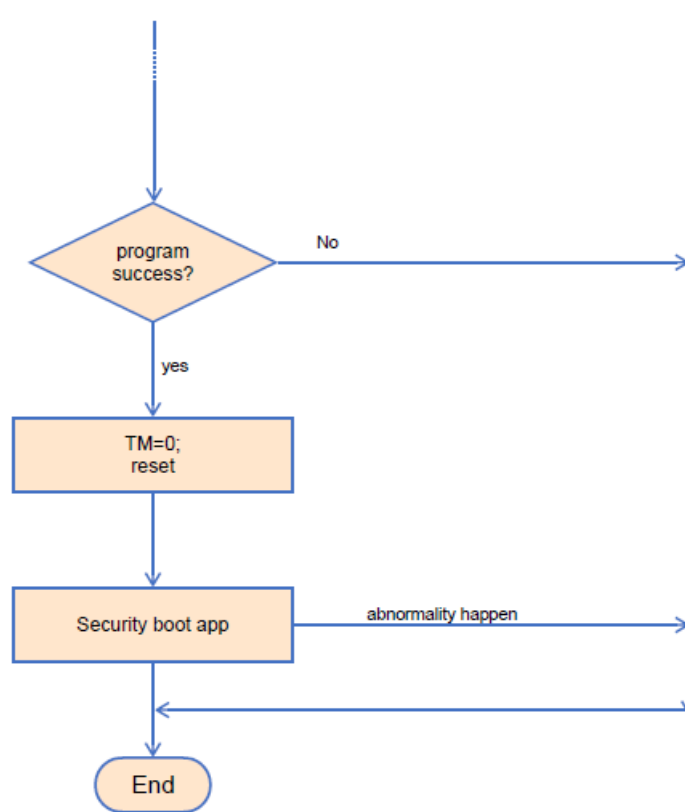 program
success?
No
yes
TM=0;
reset
Security boot app
abnormality happen
End